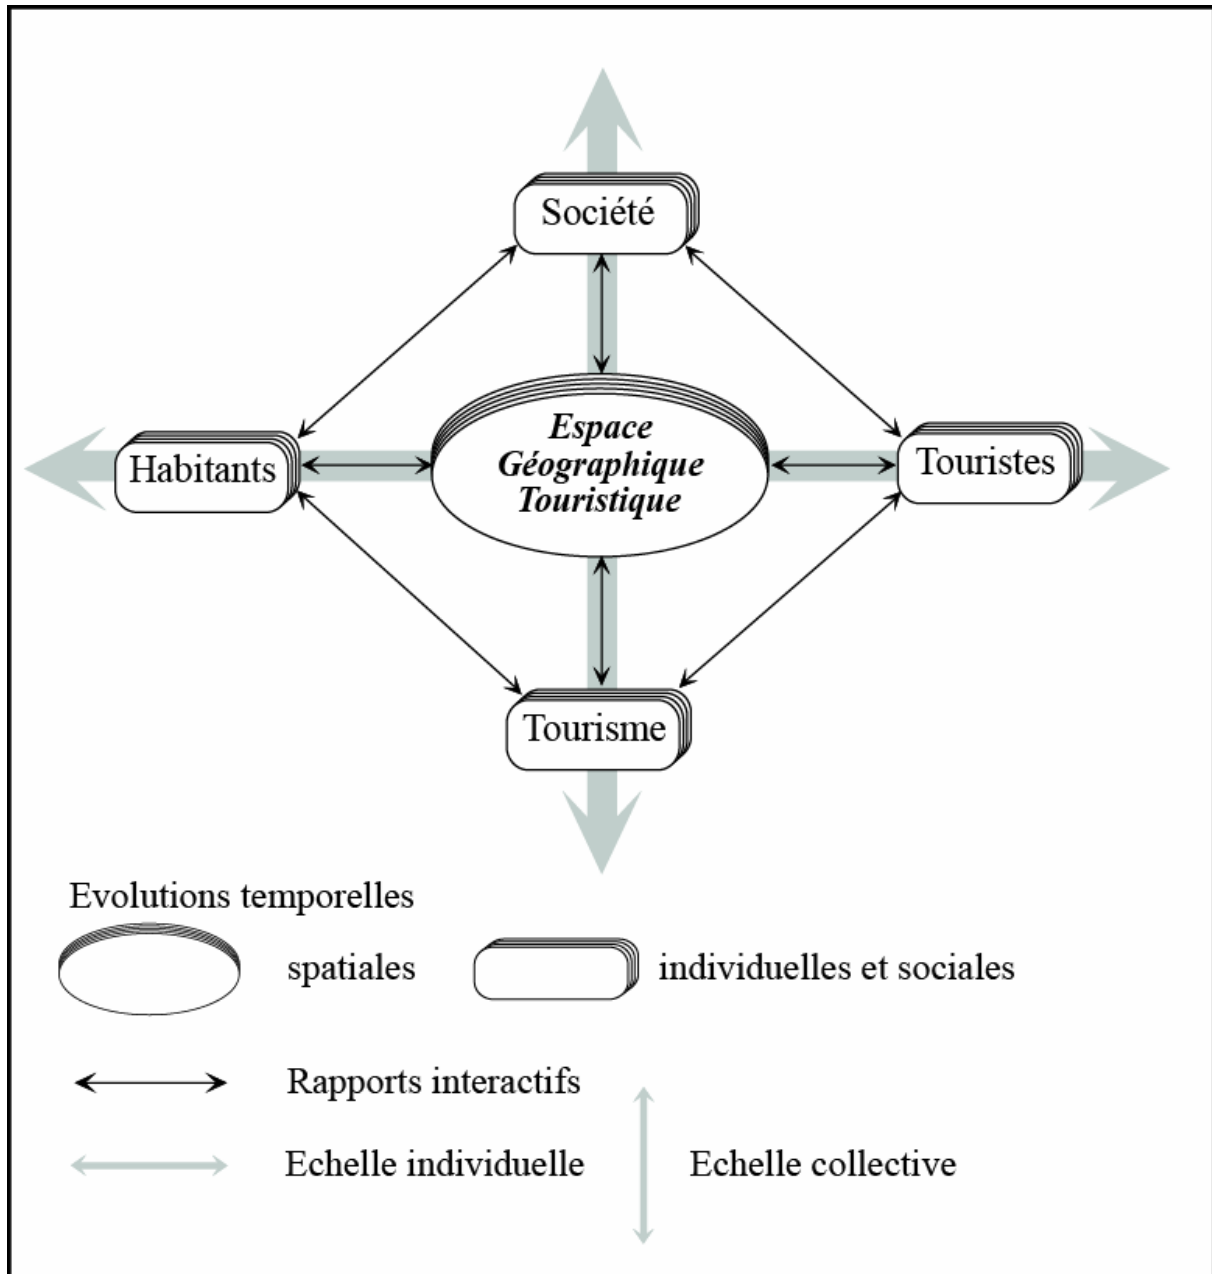 Société
Espace
Géographique
Touristique
Habitants
Touristes
Tourisme
Evolutions temporelles
spatiales
individuelles et sociales
Rapports interactifs
Echelle individuelle
Echelle collective